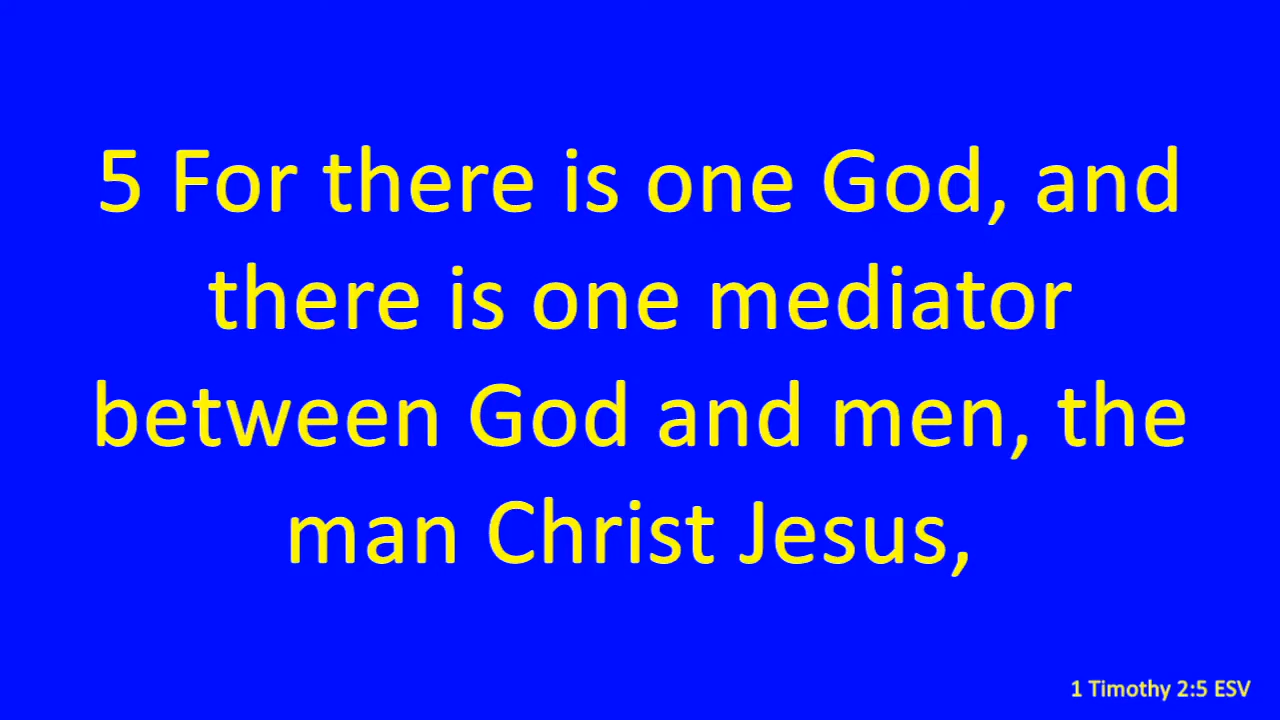 5 For there is one God, and
there is one mediator
between God and men, the
man Christ Jesus,
1 Timothy 2:5 ESV